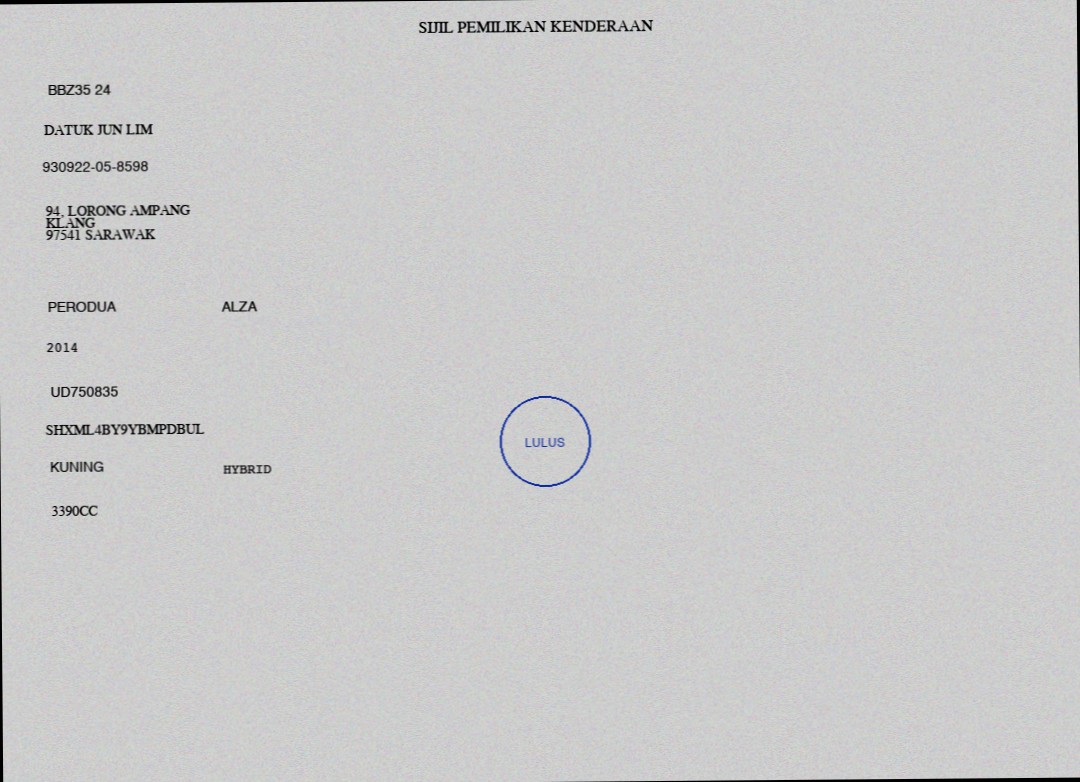 SIJIL PEMILIKAN KENDERAAN
BBZ35 24
DATUK JUN LIM
930922-05-8598
94, LORONG AMPANG
KLANG
97541 SARAWAK
PERODUA ALZA
2014
UD750835
SHXML4BY9YBMPDBUL
KUNING HYBRID
3390CC
LULUS